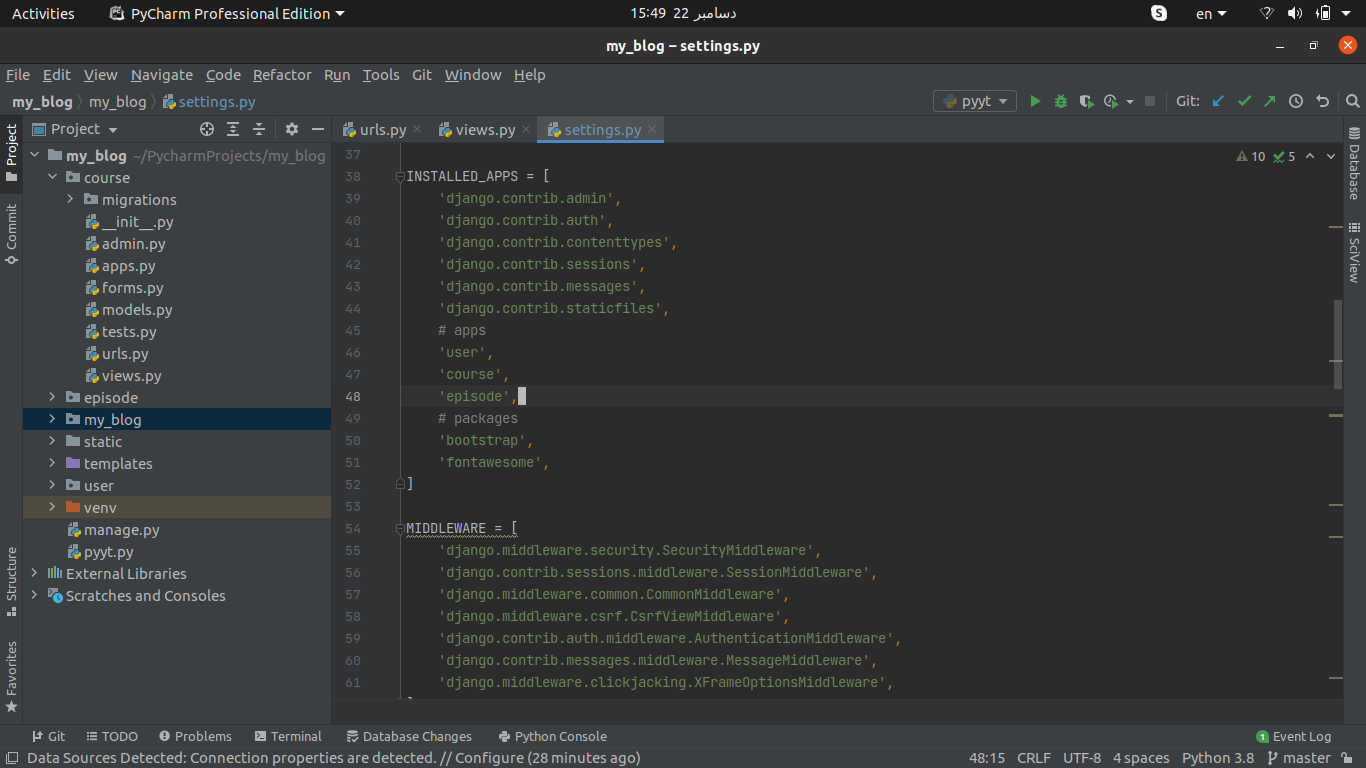 Activities PyCharm Professional Edition 15:49 22 دسامبر en
my_blog – settings.py
File Edit View Navigate Code Refactor Run Tools Git Window Help
my_blog my_blog settings.py pyyt Git:
Project urls.py views.py settings.py
my_blog ~/PycharmProjects/my_blog
course
migrations
__init__.py
admin.py
apps.py
forms.py
models.py
tests.py
urls.py
views.py
episode
my_blog
static
templates
user
venv
manage.py
pyyt.py
External Libraries
Scratches and Consoles
Project
Commit
Structure
Favorites
10 5
37
38 INSTALLED_APPS = [
39 'django.contrib.admin',
40 'django.contrib.auth',
41 'django.contrib.contenttypes',
42 'django.contrib.sessions',
43 'django.contrib.messages',
44 'django.contrib.staticfiles',
45 # apps
46 'user',
47 'course',
48 'episode',
49 # packages
50 'bootstrap',
51 'fontawesome',
52 ]
53
54 MIDDLEWARE = [
55 'django.middleware.security.SecurityMiddleware',
56 'django.contrib.sessions.middleware.SessionMiddleware',
57 'django.middleware.common.CommonMiddleware',
58 'django.middleware.csrf.CsrfViewMiddleware',
59 'django.contrib.auth.middleware.AuthenticationMiddleware',
60 'django.contrib.messages.middleware.MessageMiddleware',
61 'django.middleware.clickjacking.XFrameOptionsMiddleware',
Database
SciView
Git TODO Problems Terminal Database Changes Python Console 1 Event Log
Data Sources Detected: Connection properties are detected. // Configure (28 minutes ago) 48:15 CRLF UTF-8 4 spaces Python 3.8 master